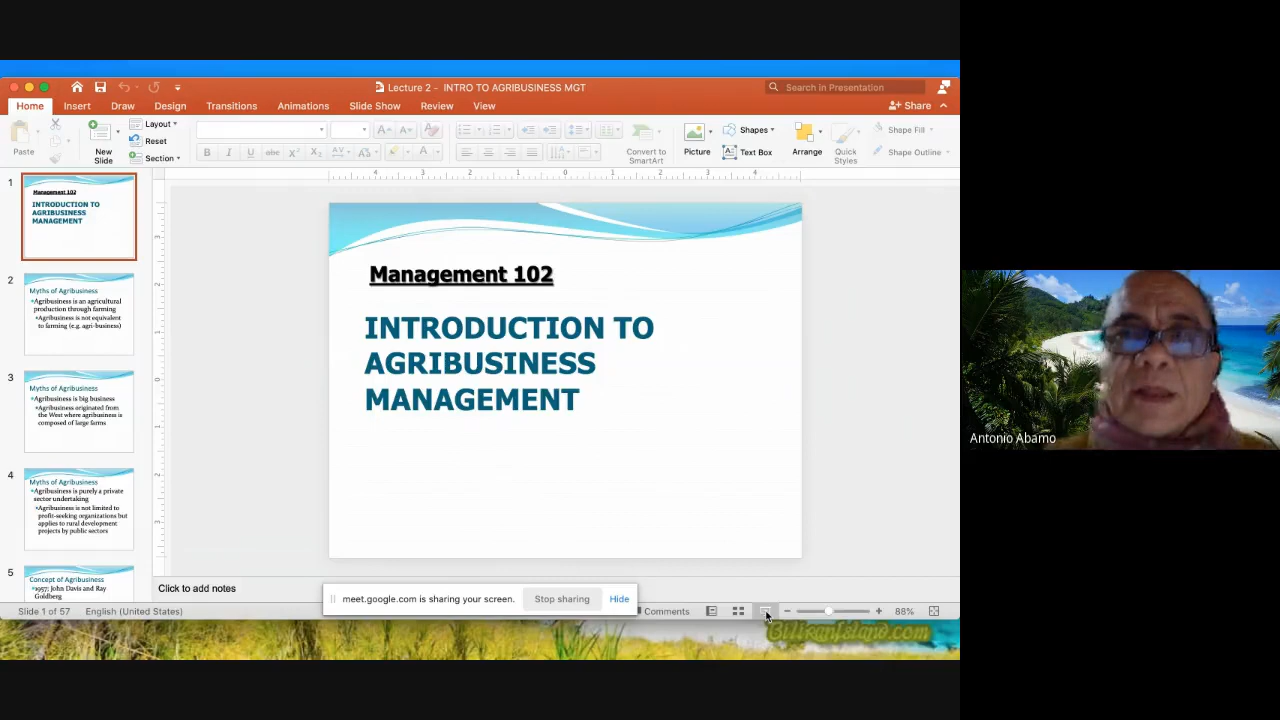 Lecture 2 - INTRO TO AGRIBUSINESS MGT
Search in Presentation
Home Insert Draw Design Transitions Animations Slide Show Review View
Share
Paste
New
Slide
Layout
Reset
Section
Convert to
SmartArt
Picture
Shapes
Text Box
Arrange
Quick
Styles
Shape Fill
Shape Outline
1
Management 102
INTRODUCTION TO
AGRIBUSINESS
MANAGEMENT
2
Myths of Agribusiness
Agribusiness is an agricultural
production through farming
Agribusiness is not equivalent
to farming (e.g. agri-business)
3
Myths of Agribusiness
Agribusiness is big business
Agribusiness originated from
the West where agribusiness is
composed of large farms
4
Myths of Agribusiness
Agribusiness is purely a private
sector undertaking
Agribusiness is not limited to
profit-seeking organizations but
applies to rural development
projects by public sectors
5
Concept of Agribusiness
1957; John Davis and Ray
Goldberg
Management 102
INTRODUCTION TO
AGRIBUSINESS
MANAGEMENT
Click to add notes
meet.google.com is sharing your screen. Stop sharing Hide
Slide 1 of 57 English (United States) Comments 88%
Antonio Abamo